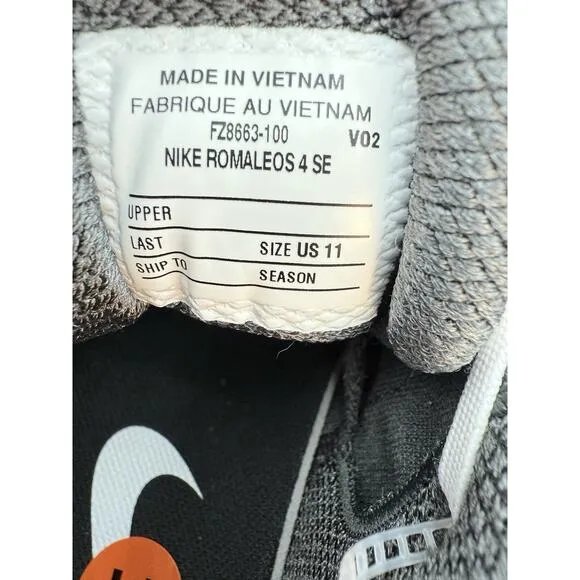 MADE IN VIETNAM
FABRIQUE AU VIETNAM
FZ8663-100 V02
NIKE ROMALEOS 4 SE
UPPER
LAST SIZE US 11
SHIP TO SEASON